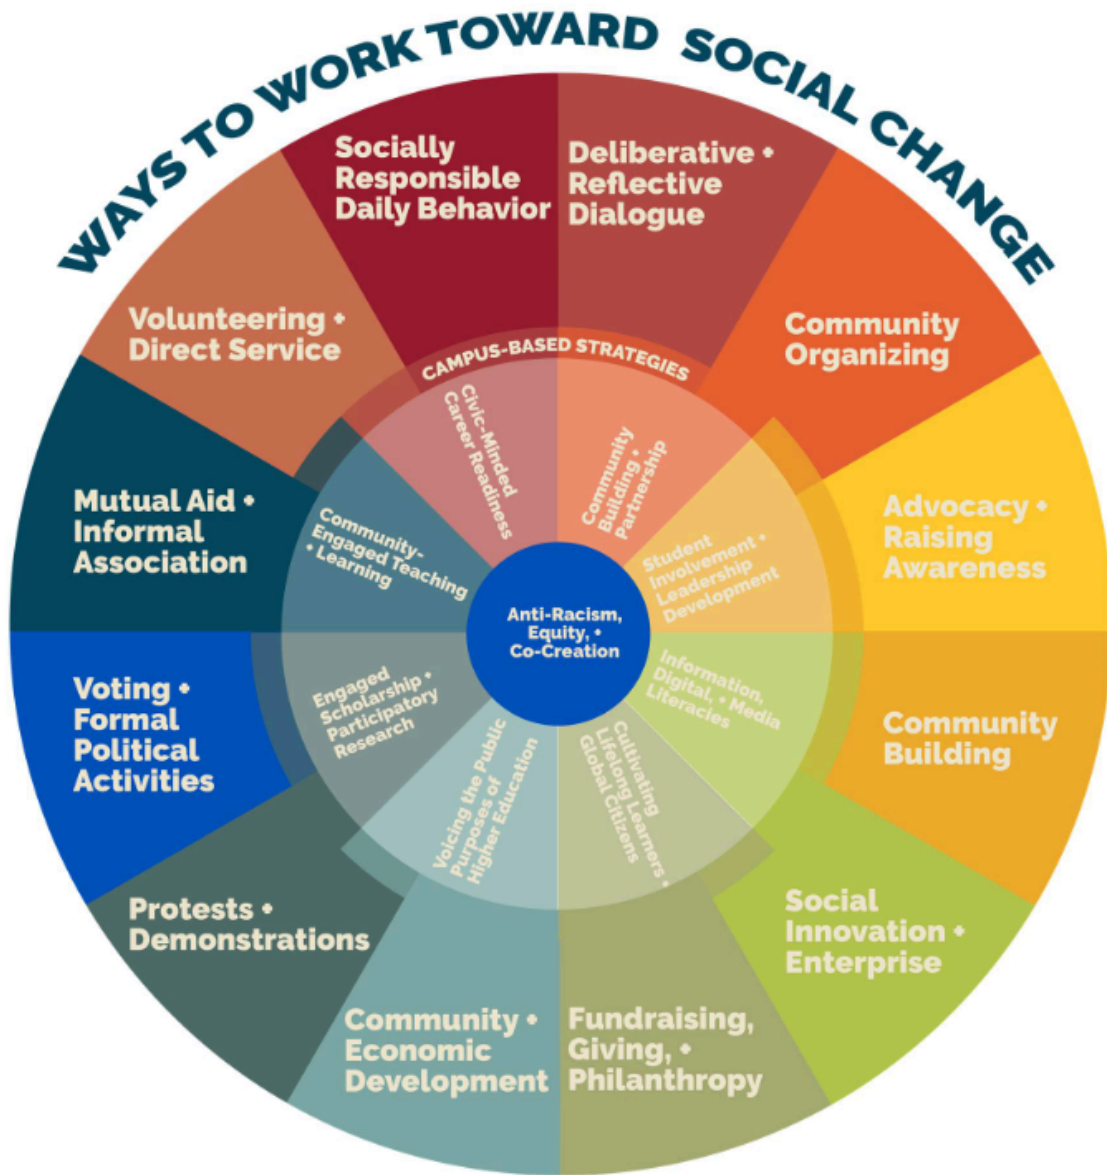 WAYS TO WORK TOWARD SOCIAL CHANGE
Socially
Responsible
Daily Behavior
Deliberative +
Reflective
Dialogue
Community
Organizing
Advocacy +
Raising
Awareness
Community
Building
Social
Innovation +
Enterprise
Fundraising,
Giving, +
Philanthropy
Community +
Economic
Development
Protests +
Demonstrations
Voting +
Formal
Political
Activities
Mutual Aid +
Informal
Association
Volunteering +
Direct Service
CAMPUS-BASED STRATEGIES
Civic-Minded
Career Readiness
Community
Building +
Partnership
Student
Involvement +
Leadership
Development
Information,
Digital, + Media
Literacies
Cultivating
Lifelong Learners +
Global Citizens
Voicing the Public
Purposes of
Higher Education
Engaged
Scholarship +
Participatory
Research
Community-
Engaged Teaching
+ Learning
Anti-Racism,
Equity, +
Co-Creation